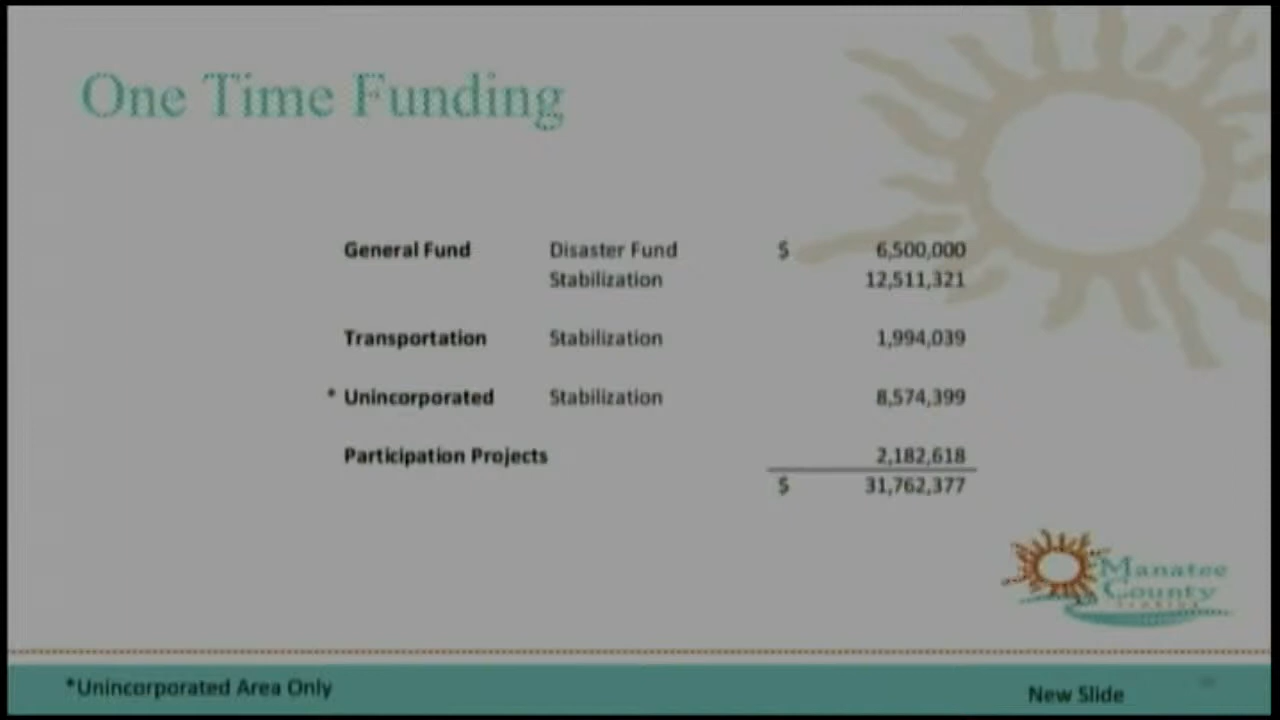 One Time Funding
General Fund Disaster Fund $ 6,500,000
Stabilization 12,511,321
Transportation Stabilization 1,994,039
* Unincorporated Stabilization 8,574,399
Participation Projects 2,182,618
$ 31,762,377
Manatee
County
FLORIDA
*Unincorporated Area Only
New Slide